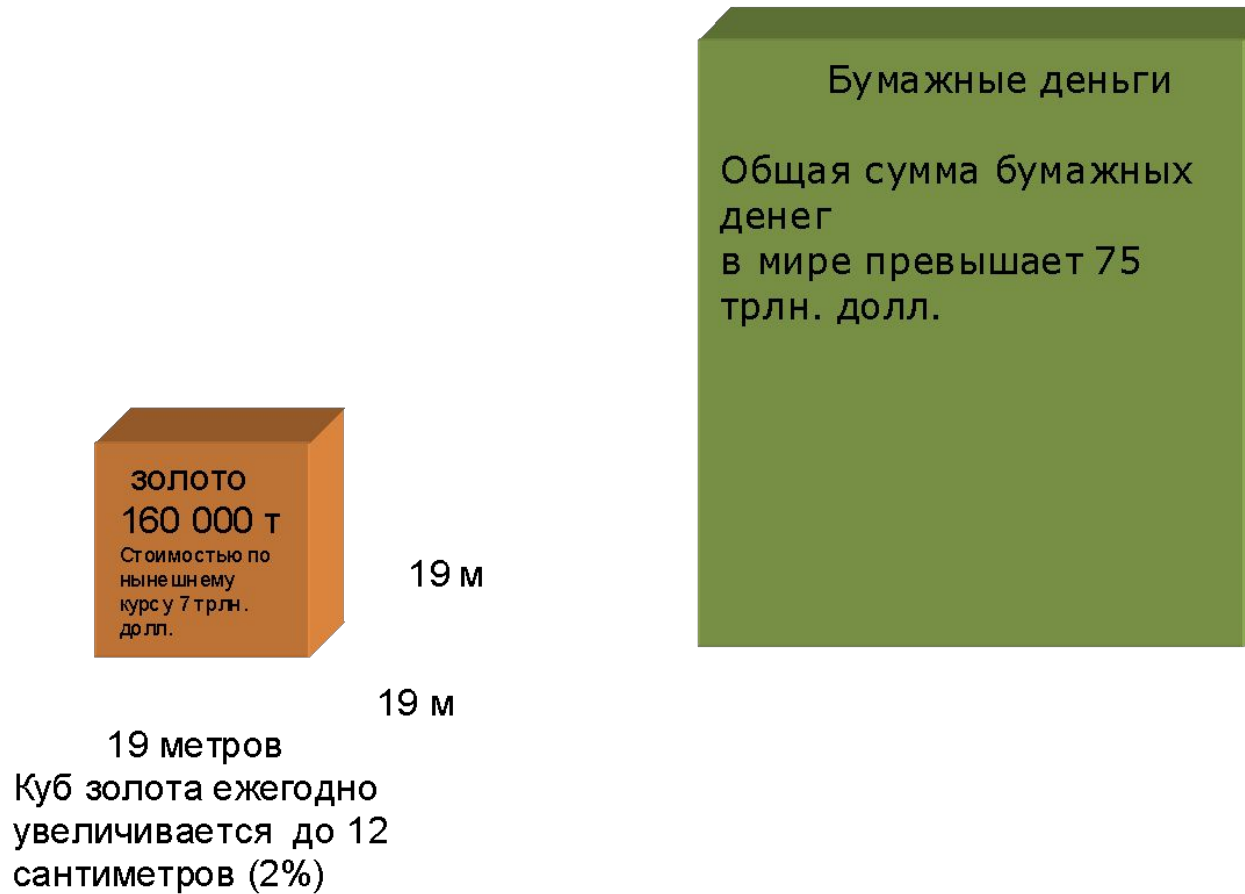 Бумажные деньги
Общая сумма бумажных
денег
в мире превышает 75
трлн. долл.
золото
160 000 т
Стоимостью по
нынешнему
курсу 7 трлн.
долл.
19 м
19 м
19 метров
Куб золота ежегодно
увеличивается до 12
сантиметров (2%)